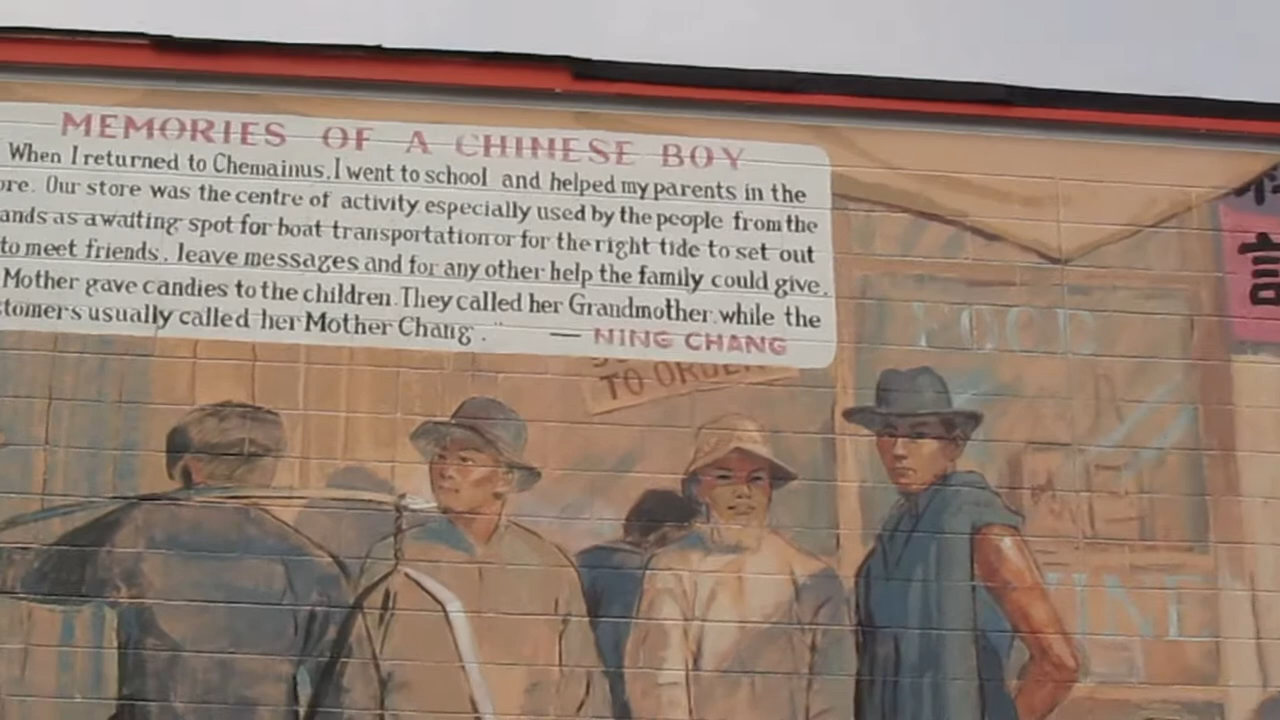 MEMORIES OF A CHINESE BOY
When I returned to Chemainus, I went to school and helped my parents in the
ore. Our store was the centre of activity especially used by the people from the
ands as a waiting spot for boat transportation or for the right tide to set out
to meet friends, leave messages and for any other help the family could give.
Mother gave candies to the children. They called her Grandmother while the
tomers usually called her Mother Chang."
— NING CHANG
TO ORDER
FOOD
WINE